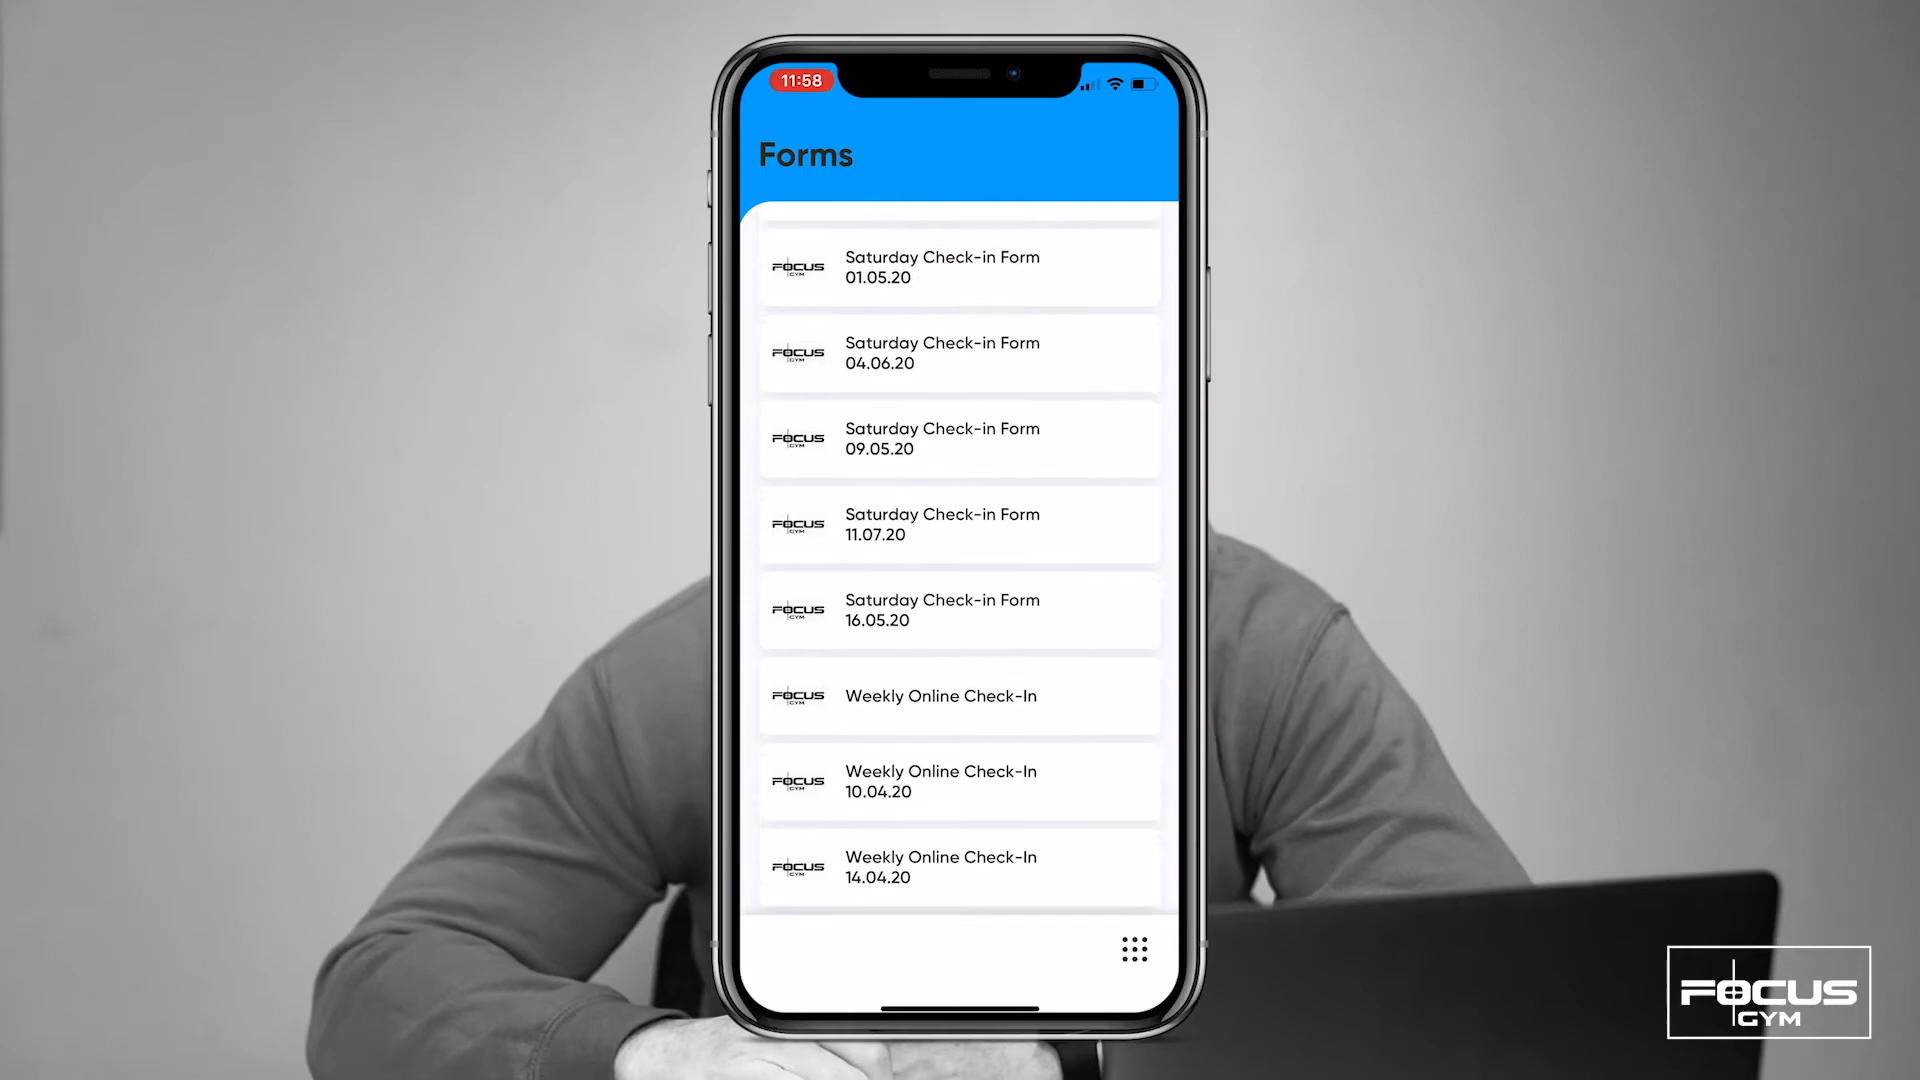 11:58
Forms
FOCUS
GYM
Saturday Check-in Form
01.05.20
FOCUS
GYM
Saturday Check-in Form
04.06.20
FOCUS
GYM
Saturday Check-in Form
09.05.20
FOCUS
GYM
Saturday Check-in Form
11.07.20
FOCUS
GYM
Saturday Check-in Form
16.05.20
FOCUS
GYM
Weekly Online Check-In
FOCUS
GYM
Weekly Online Check-In
10.04.20
FOCUS
GYM
Weekly Online Check-In
14.04.20
FOCUS
GYM